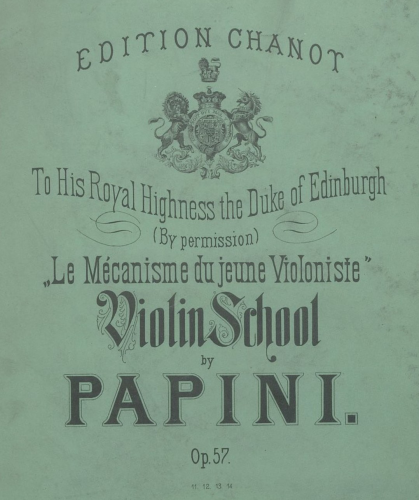 EDITION CHANOT
To His Royal Highness the Duke of Edinburgh
(By permission)
„Le Mécanisme du jeune Violoniste”
Violin School
by
PAPINI.
Op. 57.
11 12 13 14